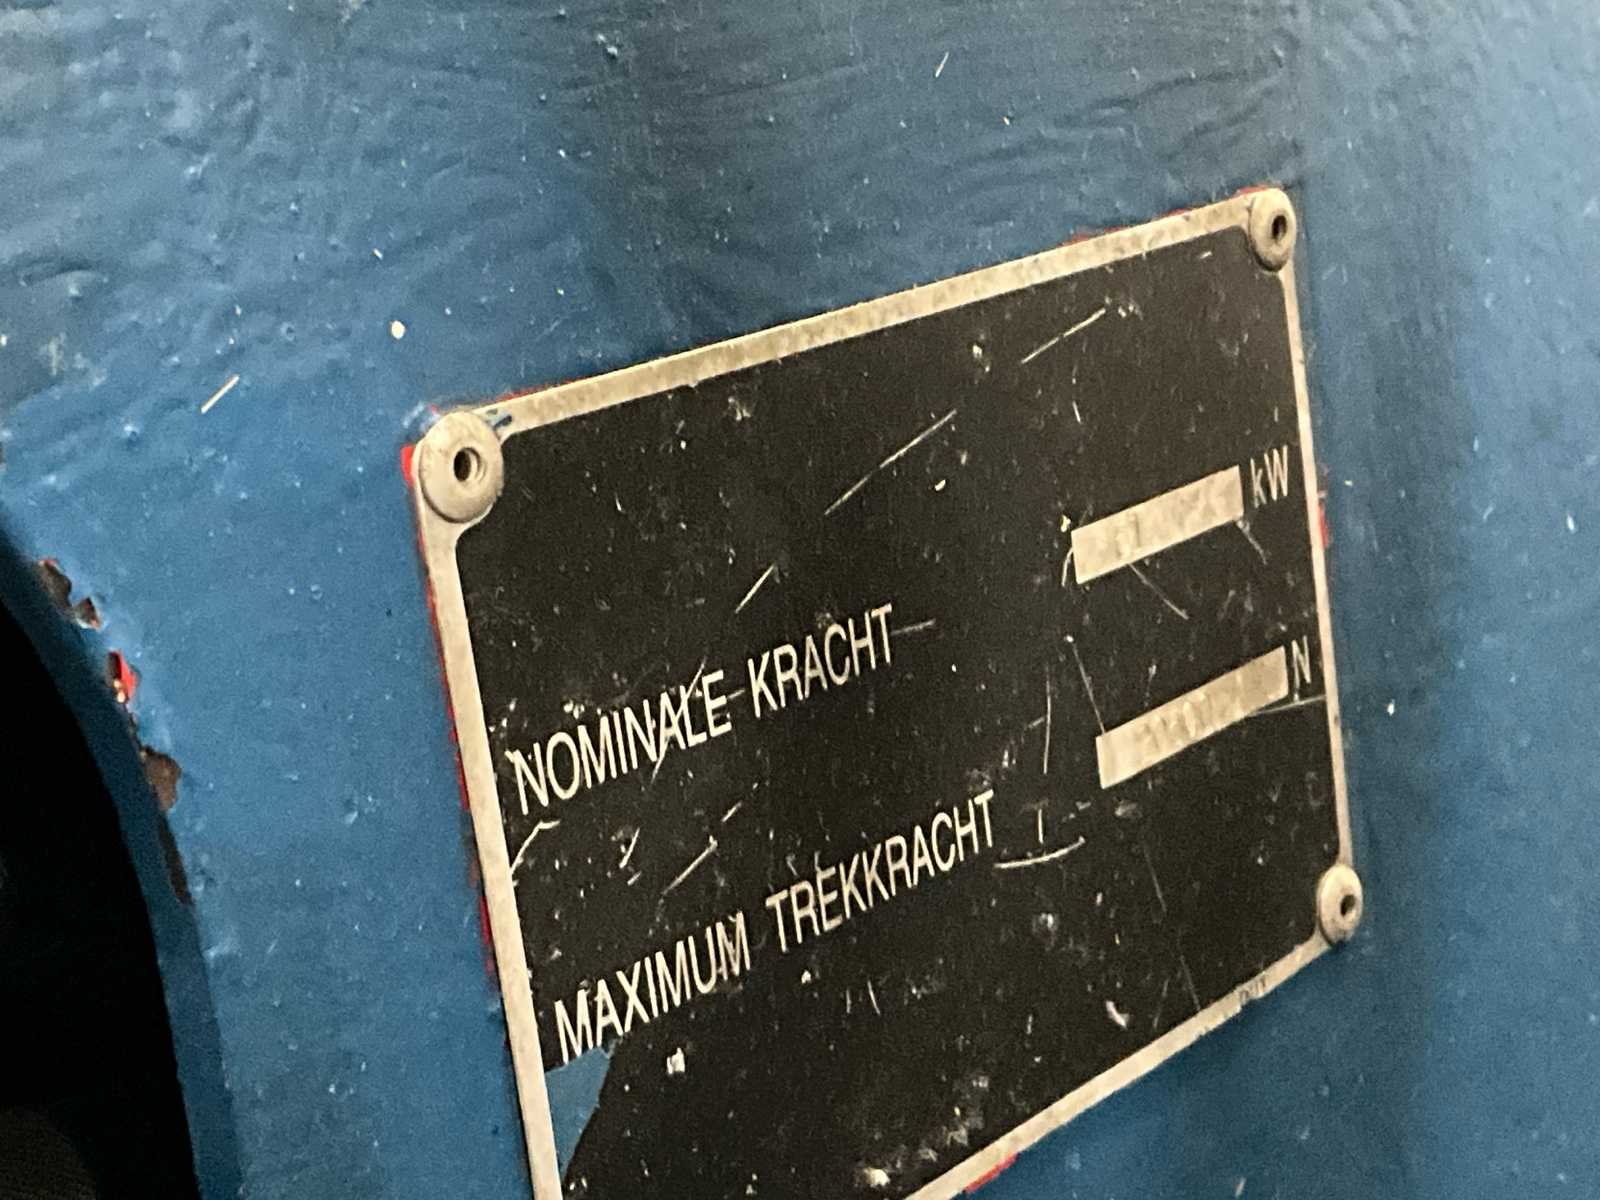 NOMINALE KRACHT kW
MAXIMUM TREKKRACHT N